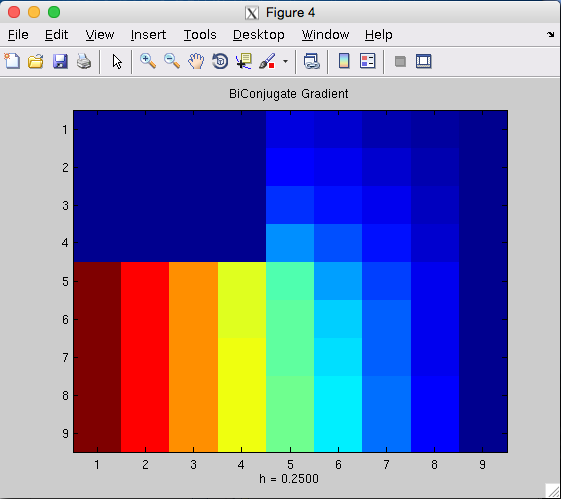 Figure 4
File Edit View Insert Tools Desktop Window Help
BiConjugate Gradient
1
2
3
4
5
6
7
8
9
1 2 3 4 5 6 7 8 9
h = 0.2500